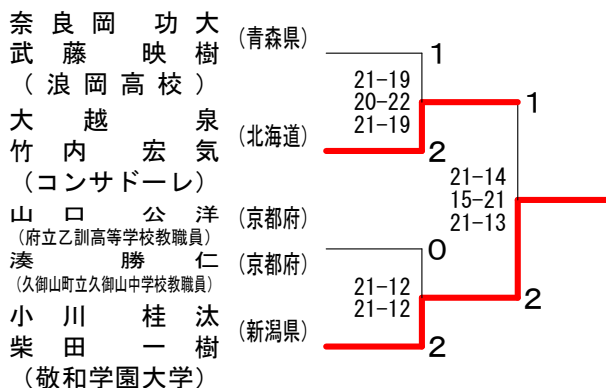 奈良岡 功大
武藤 映樹
(青森県)
(浪岡高校)
大越 泉
竹内 宏気
(北海道)
(コンサドーレ)
山口 公洋
(京都府)
(府立乙訓高等学校教職員)
湊 勝仁
(京都府)
(久御山町立久御山中学校教職員)
小川 桂汰
柴田 一樹
(新潟県)
(敬和学園大学)
1
21-19
20-22
21-19
2
0
21-12
21-12
2
1
21-14
15-21
21-13
2